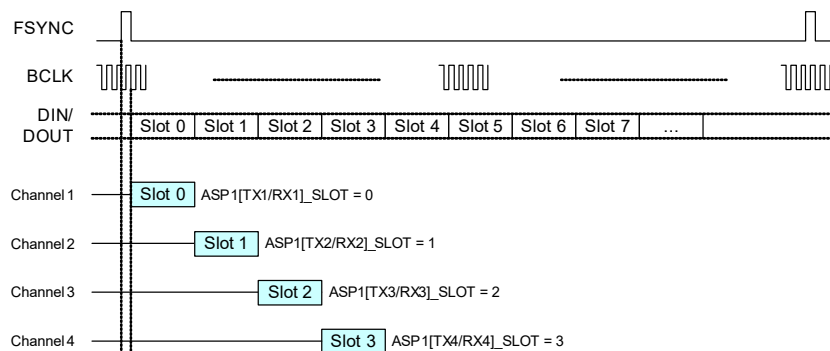 FSYNC
BCLK
DIN/
DOUT
Slot 0 Slot 1 Slot 2 Slot 3 Slot 4 Slot 5 Slot 6 Slot 7 ...
Channel 1 Slot 0 ASP1[TX1/RX1]_SLOT = 0
Channel 2 Slot 1 ASP1[TX2/RX2]_SLOT = 1
Channel 3 Slot 2 ASP1[TX3/RX3]_SLOT = 2
Channel 4 Slot 3 ASP1[TX4/RX4]_SLOT = 3